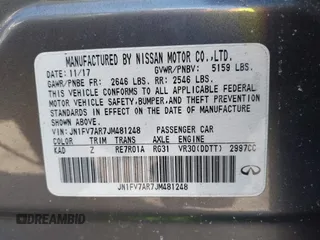 MANUFACTURED BY NISSAN MOTOR CO.,LTD.
DATE: 11/17 GVWR/PNBV: 5159 LBS.
GAWR/PNBE FR: 2646 LBS. RR: 2546 LBS.
THIS VEHICLE CONFORMS TO ALL APPLICABLE FEDERAL
MOTOR VEHICLE SAFETY, BUMPER, AND THEFT PREVENTION
STANDARDS IN EFFECT ON THE DATE OF MANUFACTURE
SHOWN ABOVE.
VIN: JN1FV7AR7JM481248 PASSENGER CAR
COLOR TRIM TRANS AXLE ENGINE
KAD Z RE7R01A RG31 VR30(DDTT) 2997CC
JN1FV7AR7JM481248
INFINITI
DREAMBID